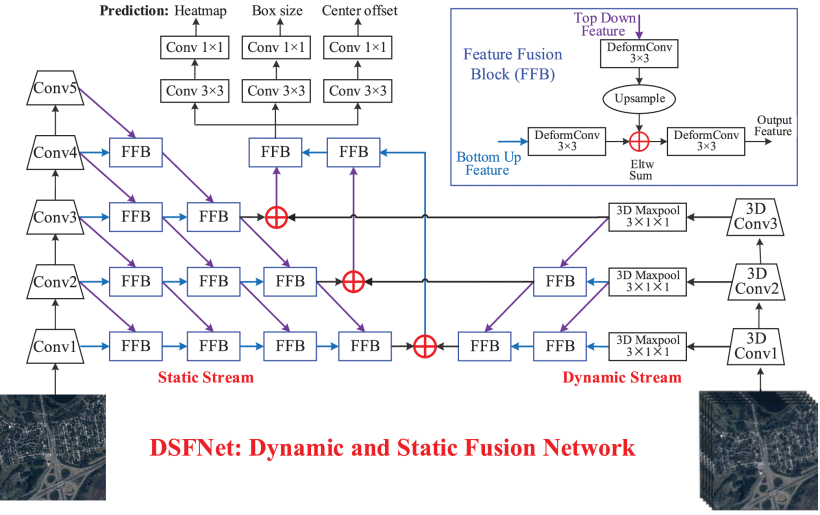 Prediction: Heatmap Box size Center offset
Conv 1×1 Conv 1×1 Conv 1×1
Conv 3×3 Conv 3×3 Conv 3×3
Top Down
Feature
Feature Fusion
Block (FFB)
DeformConv
3×3
Upsample
DeformConv
3×3
DeformConv
3×3
Output
Feature
Bottom Up
Feature
Eltw
Sum
Conv5
Conv4 FFB FFB FFB
Conv3 FFB FFB
3D Maxpool
3×1×1
3D
Conv3
Conv2 FFB FFB FFB FFB
3D Maxpool
3×1×1
3D
Conv2
Conv1 FFB FFB FFB FFB FFB FFB
3D Maxpool
3×1×1
3D
Conv1
Static Stream Dynamic Stream
DSFNet: Dynamic and Static Fusion Network